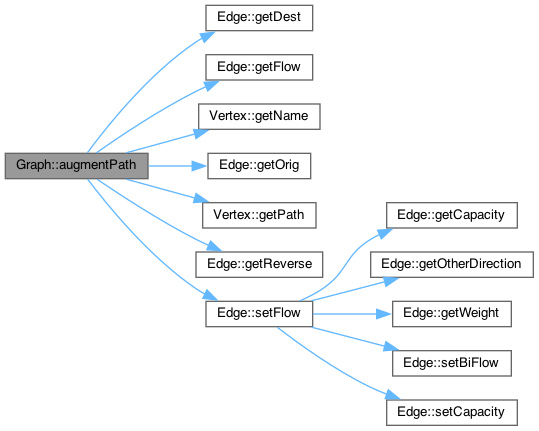 Graph::augmentPath
Edge::getDest
Edge::getFlow
Vertex::getName
Edge::getOrig
Vertex::getPath
Edge::getReverse
Edge::setFlow
Edge::getCapacity
Edge::getOtherDirection
Edge::getWeight
Edge::setBiFlow
Edge::setCapacity